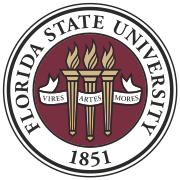 FLORIDA STATE UNIVERSITY
VIRES ARTES MORES
1851